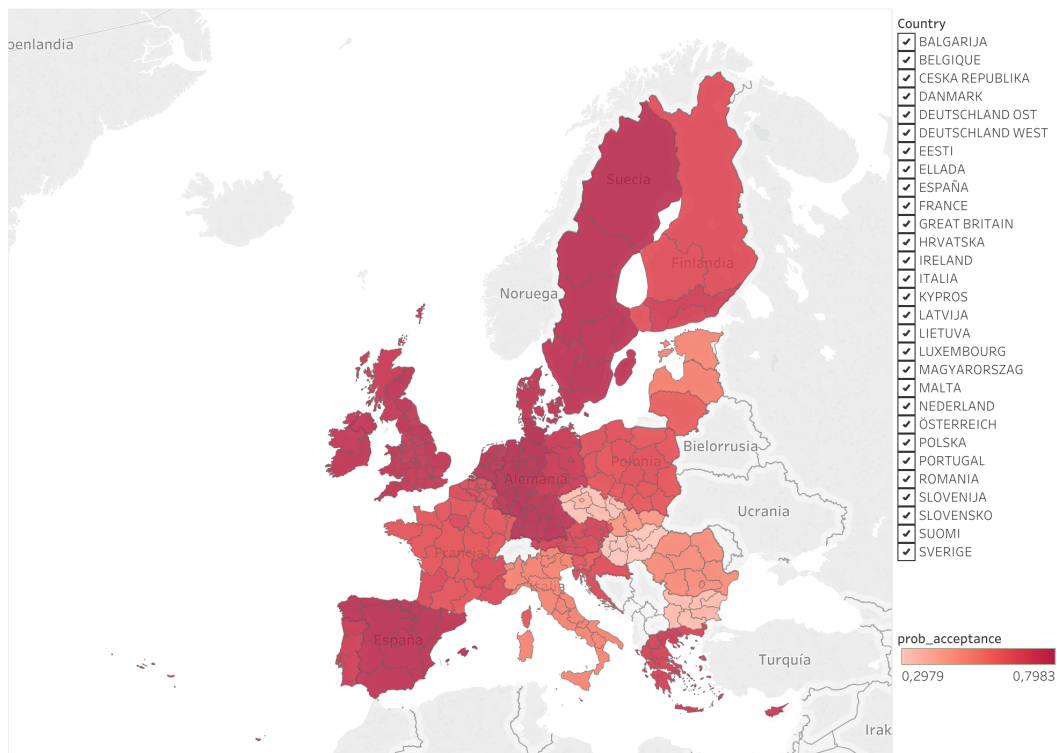 oenlandia
Suecia
Finlandia
Noruega
Bielorrusia
Polonia
Alemania
Ucrania
Francia
Italia
España
Turquía
Irak
Country
BALGARIJA
BELGIQUE
CESKA REPUBLIKA
DANMARK
DEUTSCHLAND OST
DEUTSCHLAND WEST
EESTI
ELLADA
ESPAÑA
FRANCE
GREAT BRITAIN
HRVATSKA
IRELAND
ITALIA
KYPROS
LATVIJA
LIETUVA
LUXEMBOURG
MAGYARORSZAG
MALTA
NEDERLAND
ÖSTERREICH
POLSKA
PORTUGAL
ROMANIA
SLOVENIJA
SLOVENSKO
SUOMI
SVERIGE
prob_acceptance
0,2979 0,7983